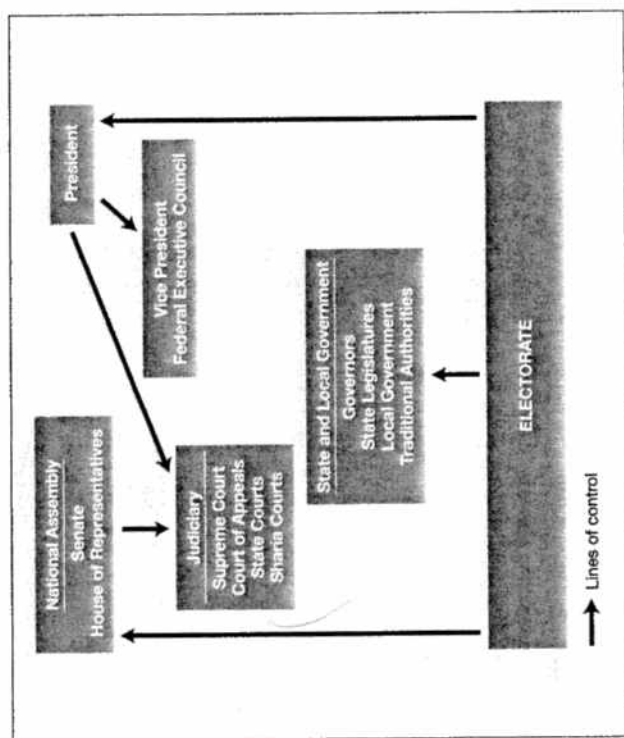 National Assembly
Senate
House of Representatives
President
Vice President
Federal Executive Council
Judiciary
Supreme Court
Court of Appeals
State Courts
Sharia Courts
State and Local Government
Governors
State Legislatures
Local Government
Traditional Authorities
ELECTORATE
Lines of control